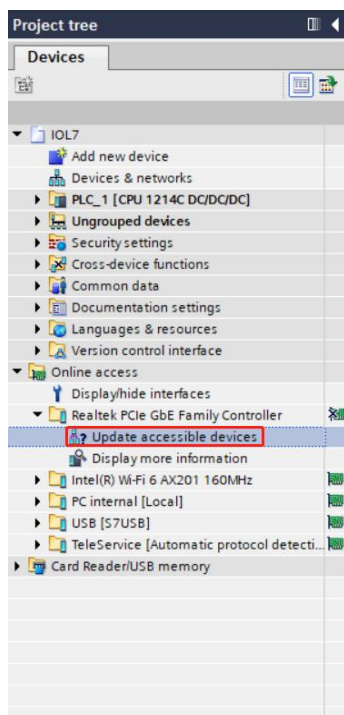 Project tree
Devices
IOL7
Add new device
Devices & networks
PLC_1 [CPU 1214C DC/DC/DC]
Ungrouped devices
Security settings
Cross-device functions
Common data
Documentation settings
Languages & resources
Version control interface
Online access
Display/hide interfaces
Realtek PCIe GbE Family Controller
Update accessible devices
Display more information
Intel(R) Wi-Fi 6 AX201 160MHz
PC internal [Local]
USB [S7USB]
TeleService [Automatic protocol detecti...
Card Reader/USB memory